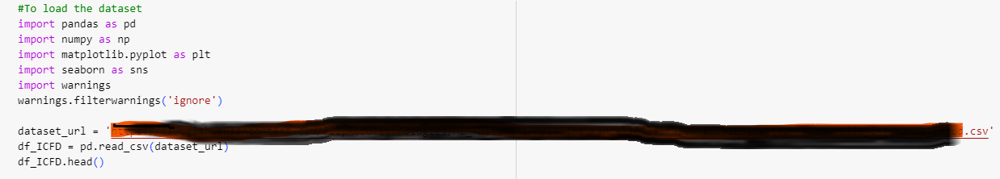 #To load the dataset
import pandas as pd
import numpy as np
import matplotlib.pyplot as plt
import seaborn as sns
import warnings
warnings.filterwarnings('ignore')
dataset_url = '.csv'
df_ICFD = pd.read_csv(dataset_url)
df_ICFD.head()